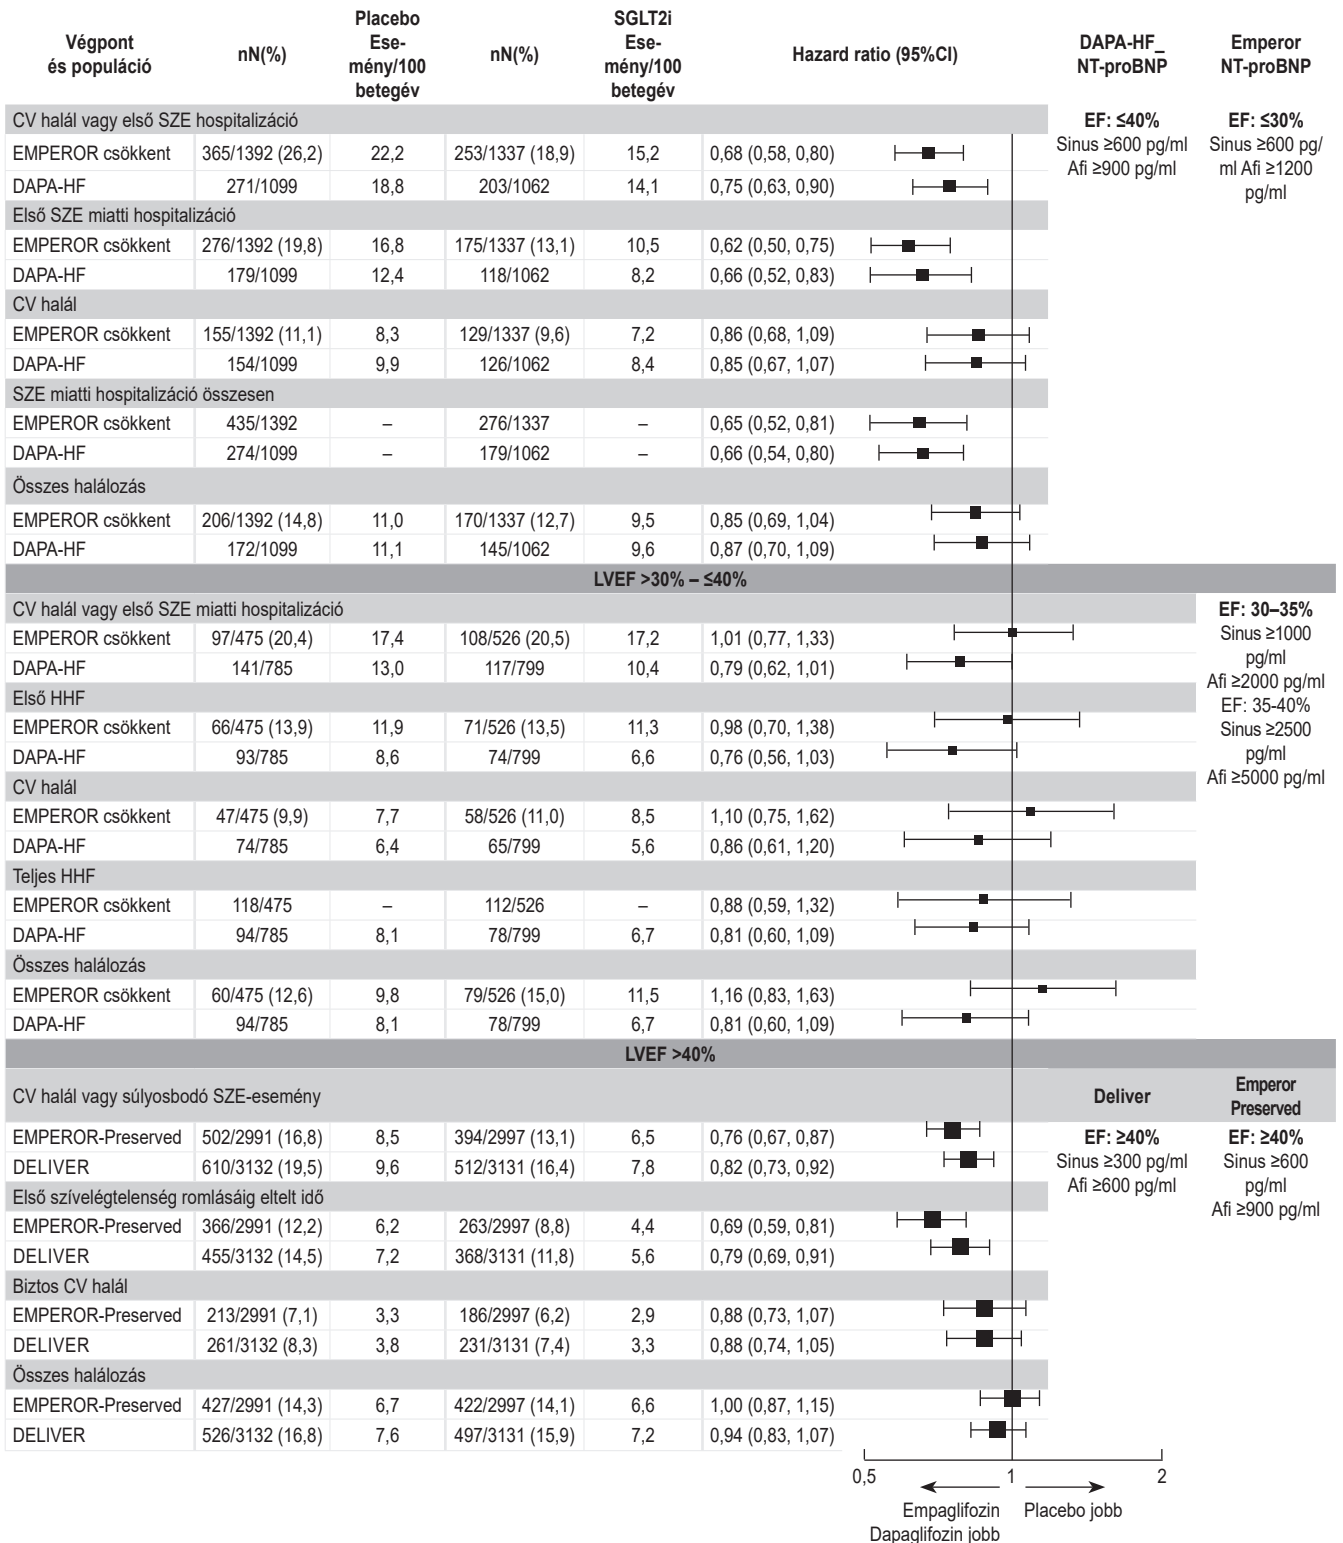 Végpont
és populáció
nN(%)
Placebo
Ese-
mény/100
betegév
nN(%)
SGLT2i
Ese-
mény/100
betegév
Hazard ratio (95%CI)
DAPA-HF_
NT-proBNP
Emperor
NT-proBNP
CV halál vagy első SZE hospitalizáció
EMPEROR csökkent 365/1392 (26,2) 22,2 253/1337 (18,9) 15,2 0,68 (0,58, 0,80)
DAPA-HF 271/1099 18,8 203/1062 14,1 0,75 (0,63, 0,90)
EF: ≤40%
Sinus ≥600 pg/ml
Afi ≥900 pg/ml
EF: ≤30%
Sinus ≥600 pg/
ml Afi ≥1200
pg/ml
Első SZE miatti hospitalizáció
EMPEROR csökkent 276/1392 (19,8) 16,8 175/1337 (13,1) 10,5 0,62 (0,50, 0,75)
DAPA-HF 179/1099 12,4 118/1062 8,2 0,66 (0,52, 0,83)
CV halál
EMPEROR csökkent 155/1392 (11,1) 8,3 129/1337 (9,6) 7,2 0,86 (0,68, 1,09)
DAPA-HF 154/1099 9,9 126/1062 8,4 0,85 (0,67, 1,07)
SZE miatti hospitalizáció összesen
EMPEROR csökkent 435/1392 – 276/1337 – 0,65 (0,52, 0,81)
DAPA-HF 274/1099 – 179/1062 – 0,66 (0,54, 0,80)
Összes halálozás
EMPEROR csökkent 206/1392 (14,8) 11,0 170/1337 (12,7) 9,5 0,85 (0,69, 1,04)
DAPA-HF 172/1099 11,1 145/1062 9,6 0,87 (0,70, 1,09)
LVEF >30% – ≤40%
CV halál vagy első SZE miatti hospitalizáció
EMPEROR csökkent 97/475 (20,4) 17,4 108/526 (20,5) 17,2 1,01 (0,77, 1,33)
DAPA-HF 141/785 13,0 117/799 10,4 0,79 (0,62, 1,01)
EF: 30–35%
Sinus ≥1000
pg/ml
Afi ≥2000 pg/ml
EF: 35-40%
Sinus ≥2500
pg/ml
Afi ≥5000 pg/ml
Első HHF
EMPEROR csökkent 66/475 (13,9) 11,9 71/526 (13,5) 11,3 0,98 (0,70, 1,38)
DAPA-HF 93/785 8,6 74/799 6,6 0,76 (0,56, 1,03)
CV halál
EMPEROR csökkent 47/475 (9,9) 7,7 58/526 (11,0) 8,5 1,10 (0,75, 1,62)
DAPA-HF 74/785 6,4 65/799 5,6 0,86 (0,61, 1,20)
Teljes HHF
EMPEROR csökkent 118/475 – 112/526 – 0,88 (0,59, 1,32)
DAPA-HF 94/785 8,1 78/799 6,7 0,81 (0,60, 1,09)
Összes halálozás
EMPEROR csökkent 60/475 (12,6) 9,8 79/526 (15,0) 11,5 1,16 (0,83, 1,63)
DAPA-HF 94/785 8,1 78/799 6,7 0,81 (0,60, 1,09)
LVEF >40%
CV halál vagy súlyosbodó SZE-esemény
Deliver
Emperor
Preserved
EMPEROR-Preserved 502/2991 (16,8) 8,5 394/2997 (13,1) 6,5 0,76 (0,67, 0,87)
DELIVER 610/3132 (19,5) 9,6 512/3131 (16,4) 7,8 0,82 (0,73, 0,92)
EF: ≥40%
Sinus ≥300 pg/ml
Afi ≥600 pg/ml
EF: ≥40%
Sinus ≥600
pg/ml
Afi ≥900 pg/ml
Első szívelégtelenség romlásáig eltelt idő
EMPEROR-Preserved 366/2991 (12,2) 6,2 263/2997 (8,8) 4,4 0,69 (0,59, 0,81)
DELIVER 455/3132 (14,5) 7,2 368/3131 (11,8) 5,6 0,79 (0,69, 0,91)
Biztos CV halál
EMPEROR-Preserved 213/2991 (7,1) 3,3 186/2997 (6,2) 2,9 0,88 (0,73, 1,07)
DELIVER 261/3132 (8,3) 3,8 231/3131 (7,4) 3,3 0,88 (0,74, 1,05)
Összes halálozás
EMPEROR-Preserved 427/2991 (14,3) 6,7 422/2997 (14,1) 6,6 1,00 (0,87, 1,15)
DELIVER 526/3132 (16,8) 7,6 497/3131 (15,9) 7,2 0,94 (0,83, 1,07)
0,5 1 2
Empaglifozin
Dapaglifozin jobb
Placebo jobb